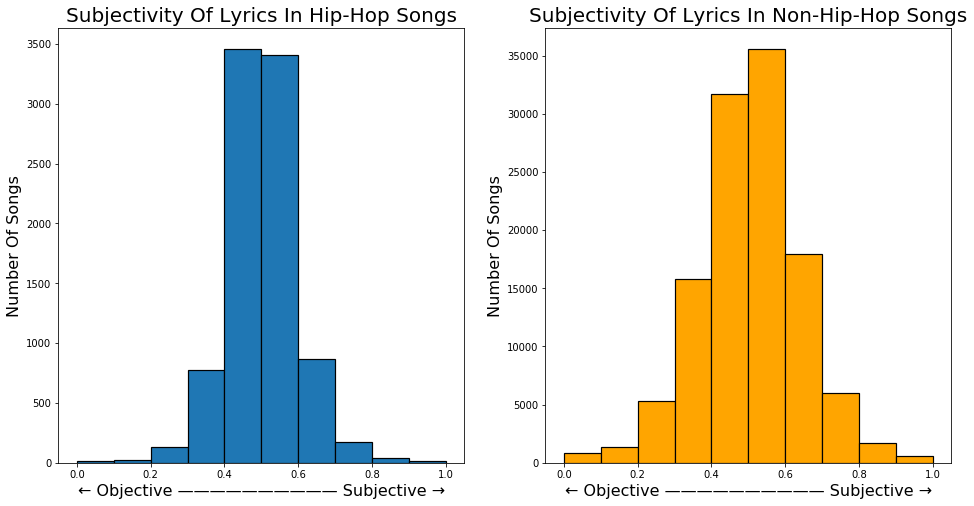 Subjectivity Of Lyrics In Hip-Hop Songs
Number Of Songs
3500
3000
2500
2000
1500
1000
500
0
0.0 0.2 0.4 0.6 0.8 1.0
← Objective —————————— Subjective →
Subjectivity Of Lyrics In Non-Hip-Hop Songs
Number Of Songs
35000
30000
25000
20000
15000
10000
5000
0
0.0 0.2 0.4 0.6 0.8 1.0
← Objective —————————— Subjective →